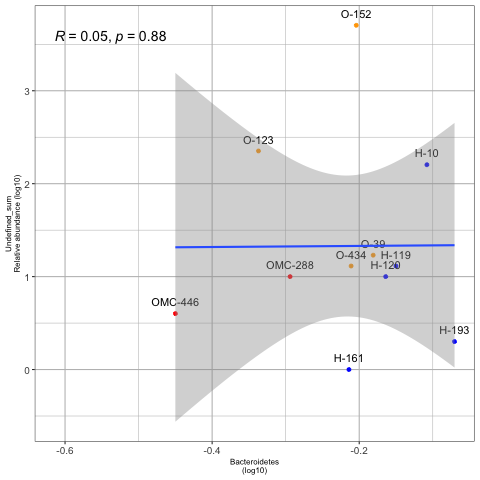 O-152
R = 0.05, p = 0.88
3
O-123
H-10
2
O-39
O-434
H-119
OMC-288
H-120
1
OMC-446
H-193
H-161
0
-0.6
-0.4
-0.2
Bacteroidetes
(log10)
Undefined_sum
Relative abundance (log10)